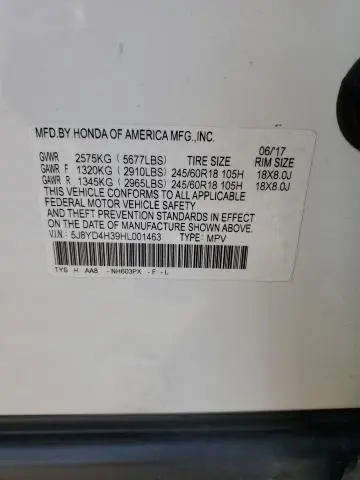 MFD.BY HONDA OF AMERICA MFG.,INC.
06/'17
GVWR 2575KG (5677LBS) TIRE SIZE RIM SIZE
GAWR F 1320KG (2910LBS) 245/60R18 105H 18X8.0J
GAWR R 1345KG (2965LBS) 245/60R18 105H 18X8.0J
THIS VEHICLE CONFORMS TO ALL APPLICABLE
FEDERAL MOTOR VEHICLE SAFETY, BUMPER,
AND THEFT PREVENTION STANDARDS IN EFFECT
ON THE DATE OF MANUFACTURE SHOWN ABOVE.
V.I.N.: 5J8YD4H39HL001463 TYPE: MPV
TYS H AA8 - NH603PX - F - L